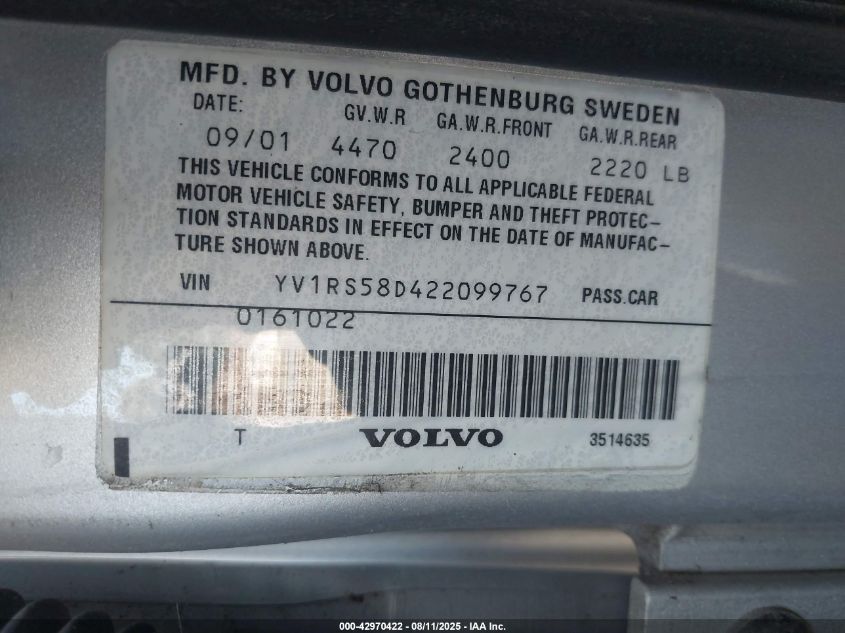 MFD. BY VOLVO GOTHENBURG SWEDEN
DATE: GV.W.R GA.W.R.FRONT GA.W.R.REAR
09/01 4470 2400 2220 LB
THIS VEHICLE CONFORMS TO ALL APPLICABLE FEDERAL
MOTOR VEHICLE SAFETY, BUMPER AND THEFT PROTEC-
TION STANDARDS IN EFFECT ON THE DATE OF MANUFAC-
TURE SHOWN ABOVE.
VIN YV1RS58D422099767 PASS.CAR
0161022
T VOLVO 3514635
000-42970422 - 08/11/2025 - IAA Inc.